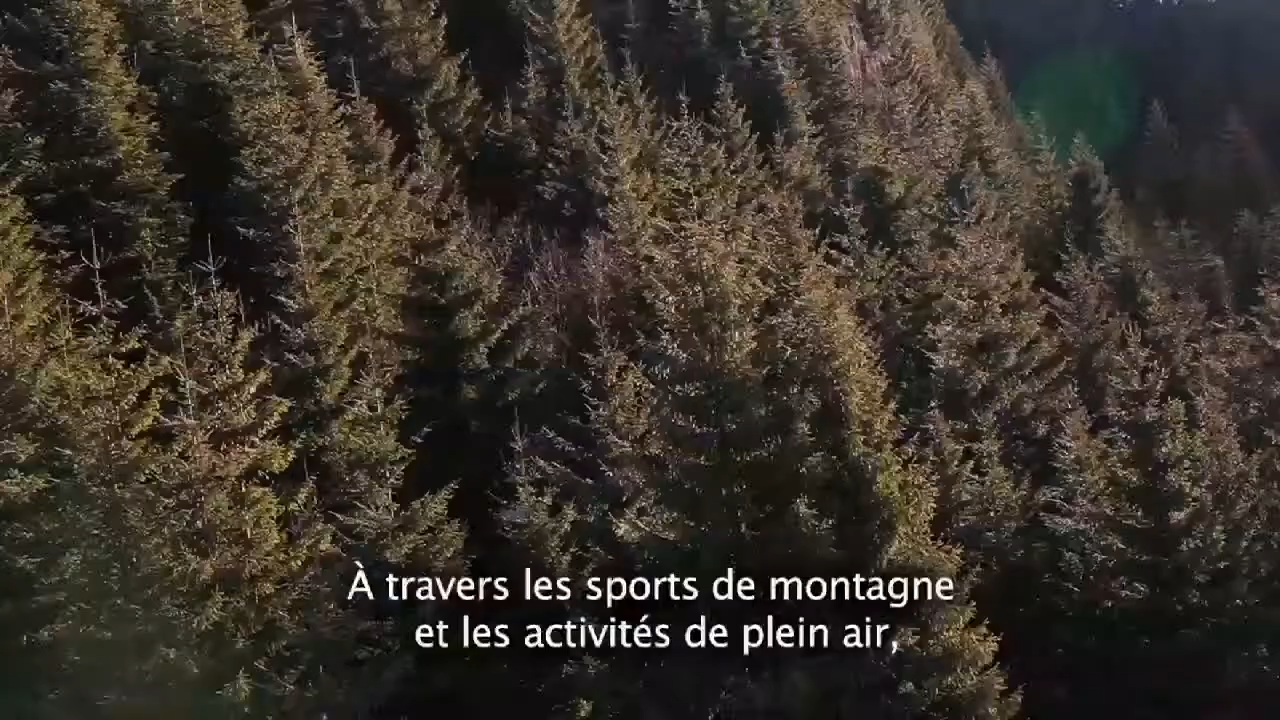 À travers les sports de montagne
et les activités de plein air,